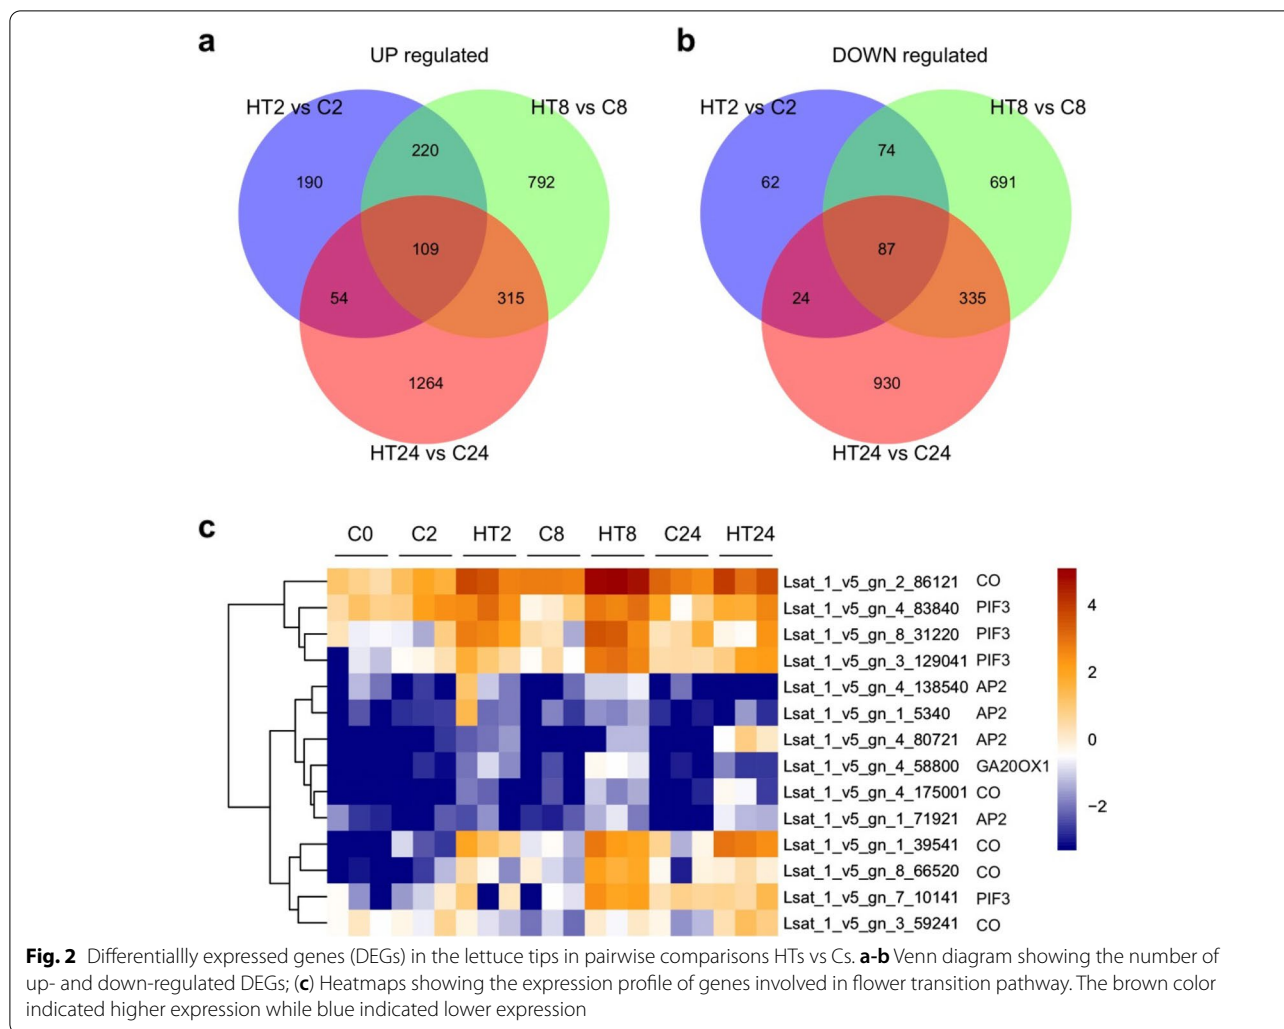 a
UP regulated
HT2 vs C2
HT8 vs C8
220
190
792
109
54
315
1264
HT24 vs C24
b
DOWN regulated
HT2 vs C2
HT8 vs C8
74
62
691
87
24
335
930
HT24 vs C24
c
C0 C2 HT2 C8 HT8 C24 HT24
Lsat_1_v5_gn_2_86121 CO
Lsat_1_v5_gn_4_83840 PIF3
Lsat_1_v5_gn_8_31220 PIF3
Lsat_1_v5_gn_3_129041 PIF3
Lsat_1_v5_gn_4_138540 AP2
Lsat_1_v5_gn_1_5340 AP2
Lsat_1_v5_gn_4_80721 AP2
Lsat_1_v5_gn_4_58800 GA20OX1
Lsat_1_v5_gn_4_175001 CO
Lsat_1_v5_gn_1_71921 AP2
Lsat_1_v5_gn_1_39541 CO
Lsat_1_v5_gn_8_66520 CO
Lsat_1_v5_gn_7_10141 PIF3
Lsat_1_v5_gn_3_59241 CO
4
2
0
−2
Fig. 2 Differentiallly expressed genes (DEGs) in the lettuce tips in pairwise comparisons HTs vs Cs. a-b Venn diagram showing the number of
up- and down-regulated DEGs; (c) Heatmaps showing the expression profile of genes involved in flower transition pathway. The brown color
indicated higher expression while blue indicated lower expression